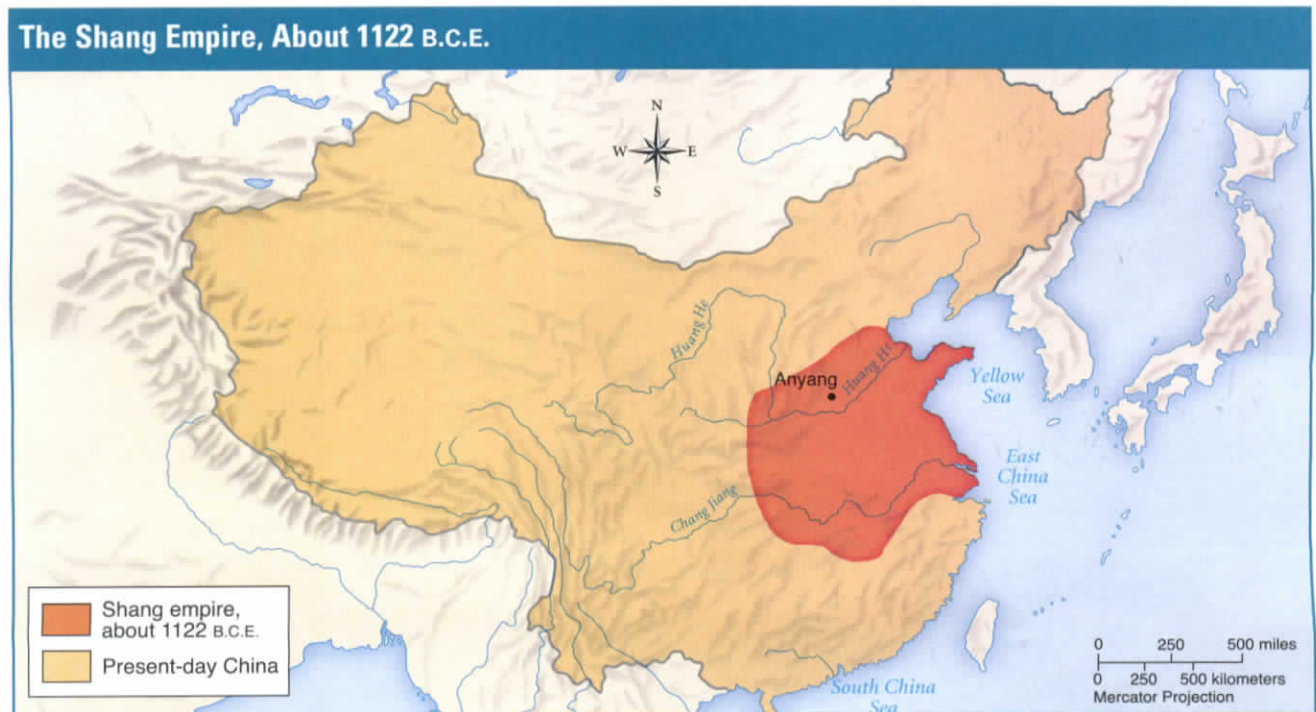 The Shang Empire, About 1122 B.C.E.
N
W
E
S
Huang He
Anyang
Huang He
Yellow
Sea
East
China
Sea
Chang Jiang
South China
Sea
Shang empire,
about 1122 B.C.E.
Present-day China
0 250 500 miles
0 250 500 kilometers
Mercator Projection